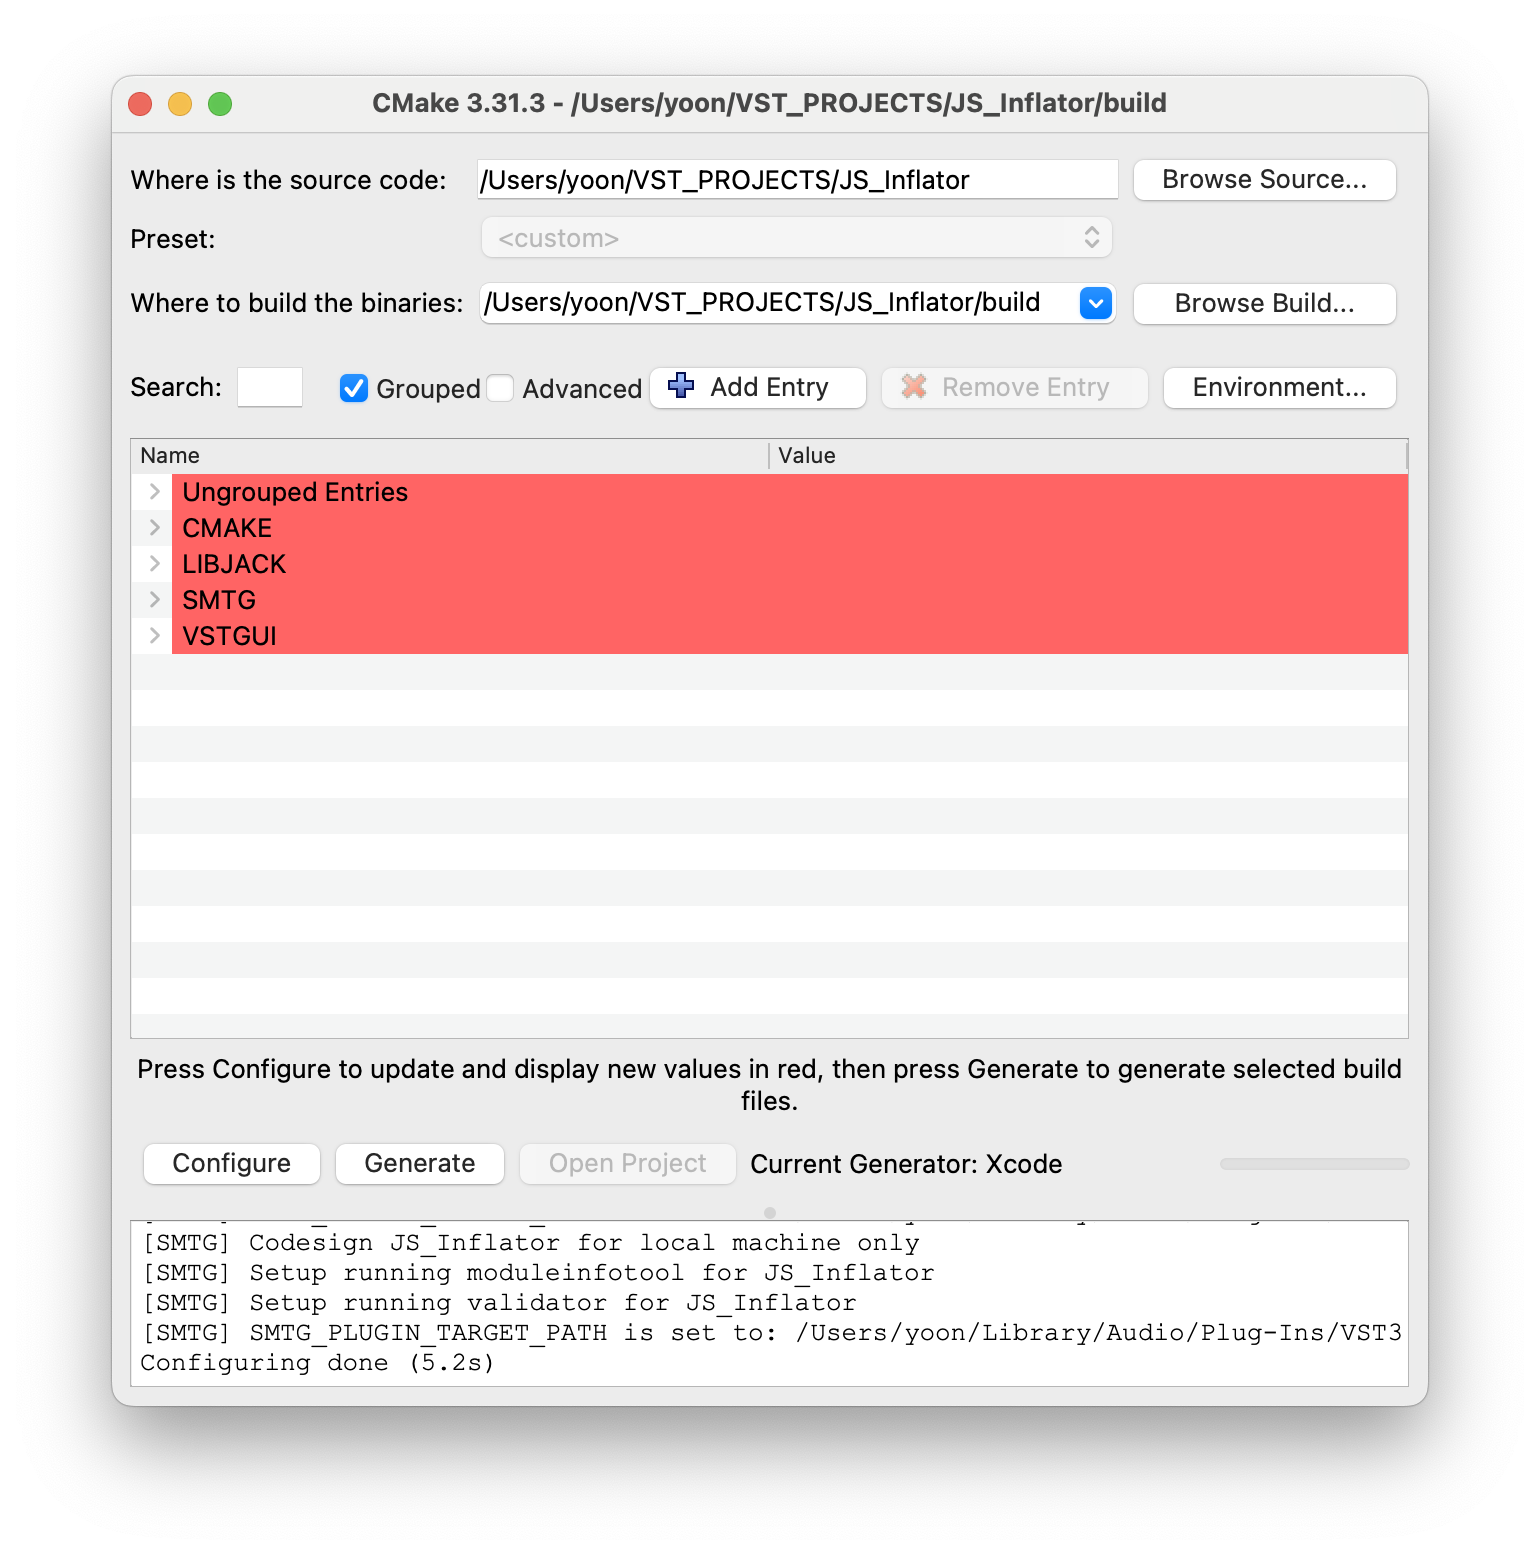 CMake 3.31.3 - /Users/yoon/VST_PROJECTS/JS_Inflator/build
Where is the source code: /Users/yoon/VST_PROJECTS/JS_Inflator Browse Source...
Preset: <custom>
Where to build the binaries: /Users/yoon/VST_PROJECTS/JS_Inflator/build Browse Build...
Search: Grouped Advanced Add Entry Remove Entry Environment...
Name Value
Ungrouped Entries
CMAKE
LIBJACK
SMTG
VSTGUI
Press Configure to update and display new values in red, then press Generate to generate selected build
files.
Configure Generate Open Project Current Generator: Xcode
[SMTG] Codesign JS_Inflator for local machine only
[SMTG] Setup running moduleinfotool for JS_Inflator
[SMTG] Setup running validator for JS_Inflator
[SMTG] SMTG_PLUGIN_TARGET_PATH is set to: /Users/yoon/Library/Audio/Plug-Ins/VST3
Configuring done (5.2s)